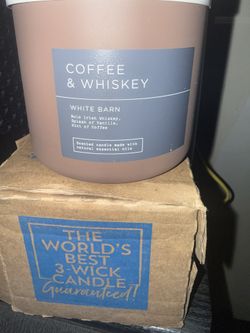 COFFEE
& WHISKEY
WHITE BARN
Bold Irish Whiskey,
Splash of Vanilla,
Hint of Coffee
Scented candle made with
natural essential oils
THE
WORLD'S
BEST
3-WICK
CANDLE
Guaranteed!